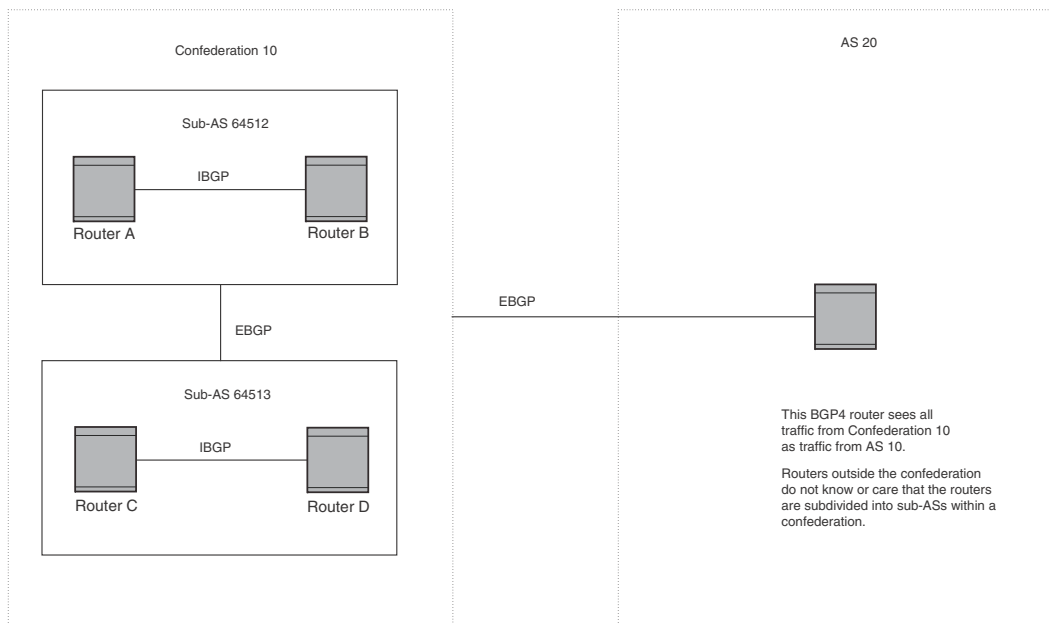 Confederation 10
AS 20
Sub-AS 64512
IBGP
Router A
Router B
EBGP
EBGP
Sub-AS 64513
IBGP
Router C
Router D
This BGP4 router sees all
traffic from Confederation 10
as traffic from AS 10.
Routers outside the confederation
do not know or care that the routers
are subdivided into sub-ASs within a
confederation.